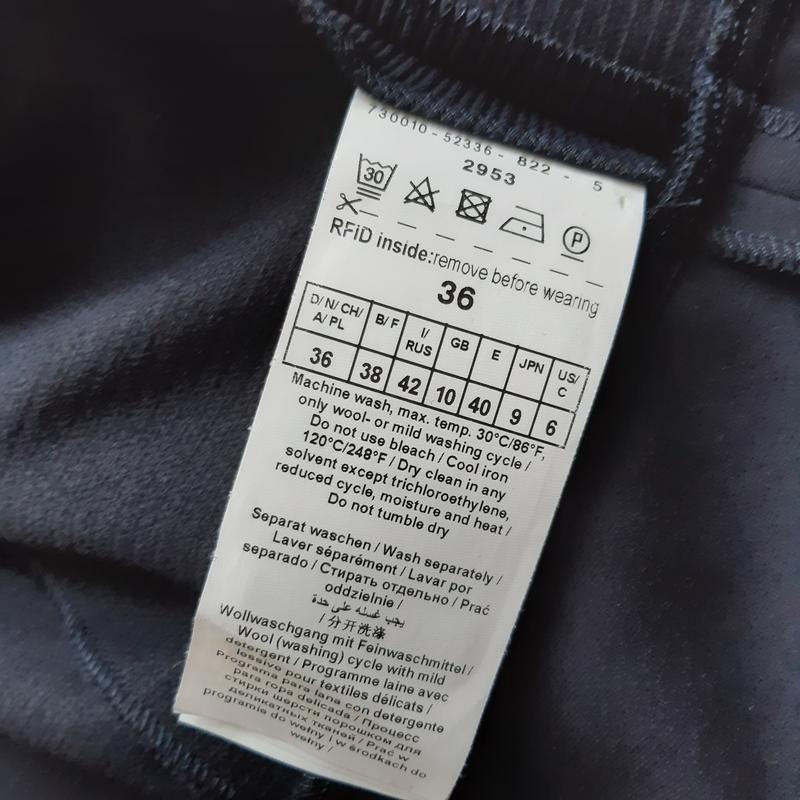 730010-52336- 822 - 5
2953
30
P
RFiD inside:remove before wearing
36
D/ N/ CH/ A/ PL B/ F I/ RUS GB E JPN US/ C
36 38 42 10 40 9 6
Machine wash, max. temp. 30°C/86°F,
only wool- or mild washing cycle /
Do not use bleach / Cool iron
120°C/248°F / Dry clean in any
solvent except trichloroethylene,
reduced cycle, moisture and heat /
Do not tumble dry
Separat waschen / Wash separately /
Laver séparément / Lavar por
separado / Стирать отдельно / Prać
oddzielnie /
يجب غسله على حدة
/ 分开洗涤
Wollwaschgang mit Feinwaschmittel /
Wool (washing) cycle with mild
detergent / Programme laine avec
lessive pour textiles délicats /
Programa para lana con detergente
para ropa delicada / Процесс
стирки шерсти порошком для
деликатных тканей / Prać w
programie do wełny / w środkach do
wełny /